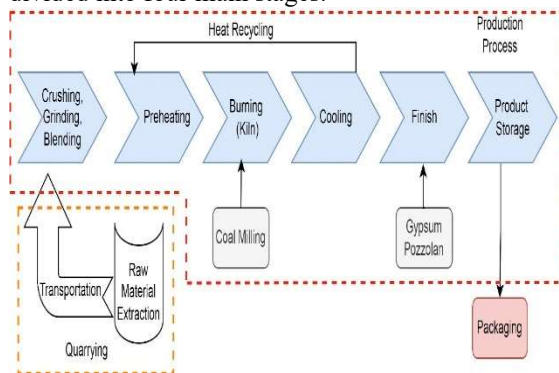 divided into four main stages.
Heat Recycling
Production
Process
Crushing,
Grinding,
Blending
Preheating
Burning
(Kiln)
Cooling
Finish
Product
Storage
Coal Milling
Gypsum
Pozzolan
Transportation
Raw
Material
Extraction
Quarrying
Packaging